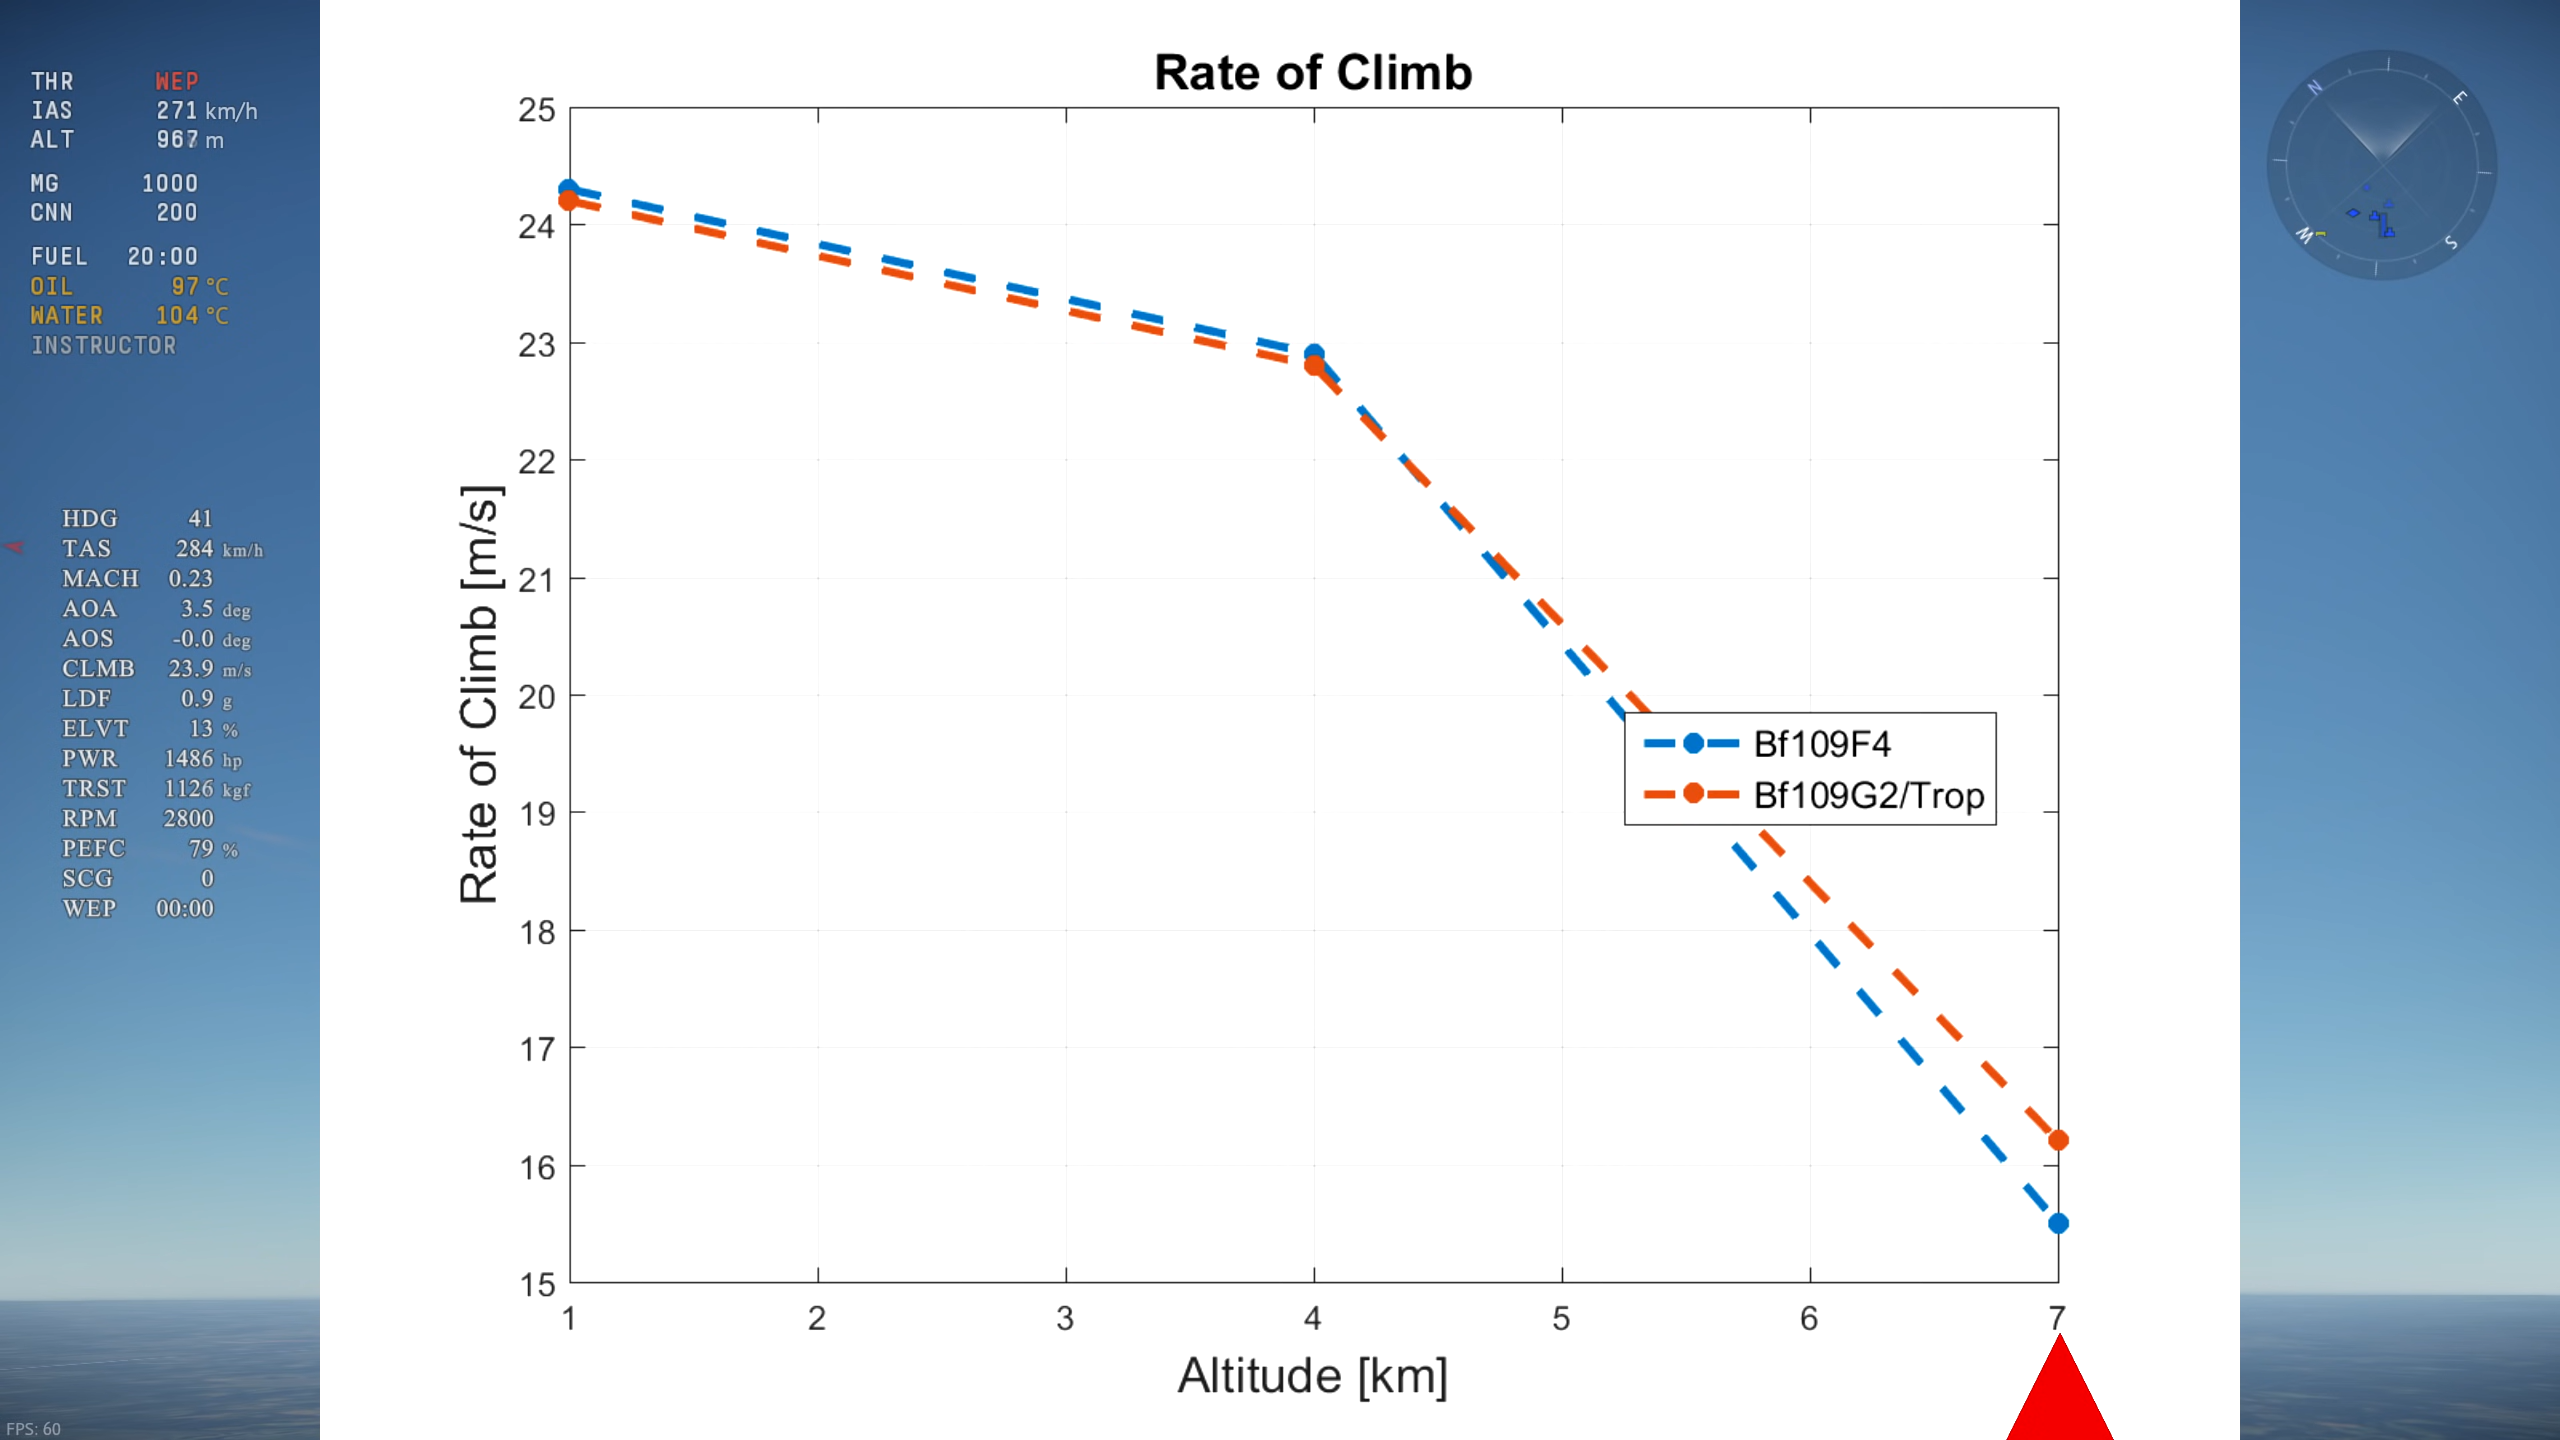 THR WEP
IAS 271 km/h
ALT m
MG 1000
CNN 200
FUEL 20:00
OIL 97 °C
WATER 104 °C
INSTRUCTOR
HDG 41
TAS 284 km/h
MACH 0.23
AOA 3.5 deg
AOS -0.0 deg
CLMB 23.9 m/s
LDF 0.9 g
ELVT 13 %
PWR 1486 hp
TRST 1126 kgf
RPM 2800
PEFC 79 %
SCG 0
WEP 00:00
FPS: 60
Rate of Climb
Rate of Climb [m/s]
25
24
23
22
21
20
19
18
17
16
15
1 2 3 4 5 6 7
Altitude [km]
Bf109F4
Bf109G2/Trop
N E
W S